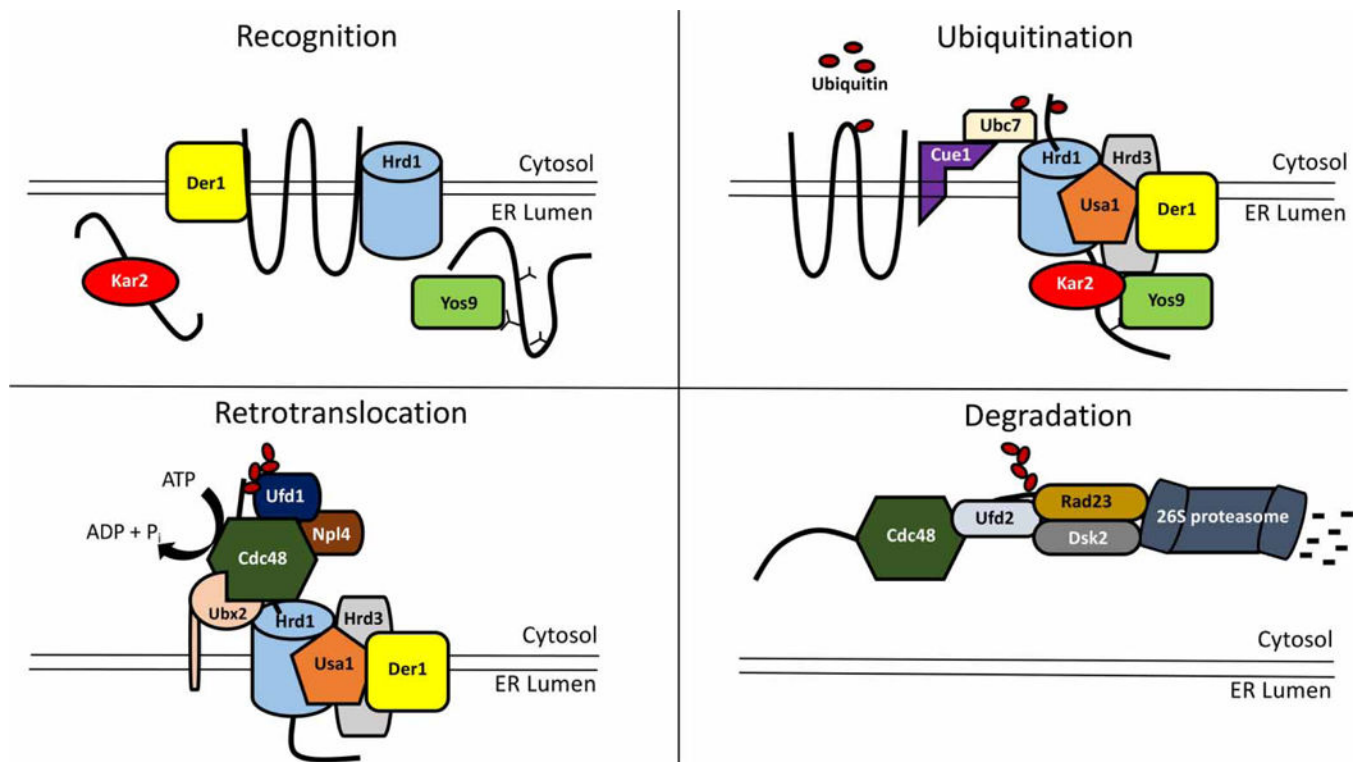 Recognition
Hrd1
Der1
Cytosol
ER Lumen
Kar2
Yos9
Ubiquitination
Ubiquitin
Ubc7
Cue1
Hrd1
Hrd3
Cytosol
Usa1
Der1
ER Lumen
Kar2
Yos9
Retrotranslocation
ATP
Ufd1
ADP + Pi
Npl4
Cdc48
Ubx2
Hrd1
Hrd3
Cytosol
Usa1
Der1
ER Lumen
Degradation
Rad23
Ufd2
26S proteasome
Cdc48
Dsk2
Cytosol
ER Lumen